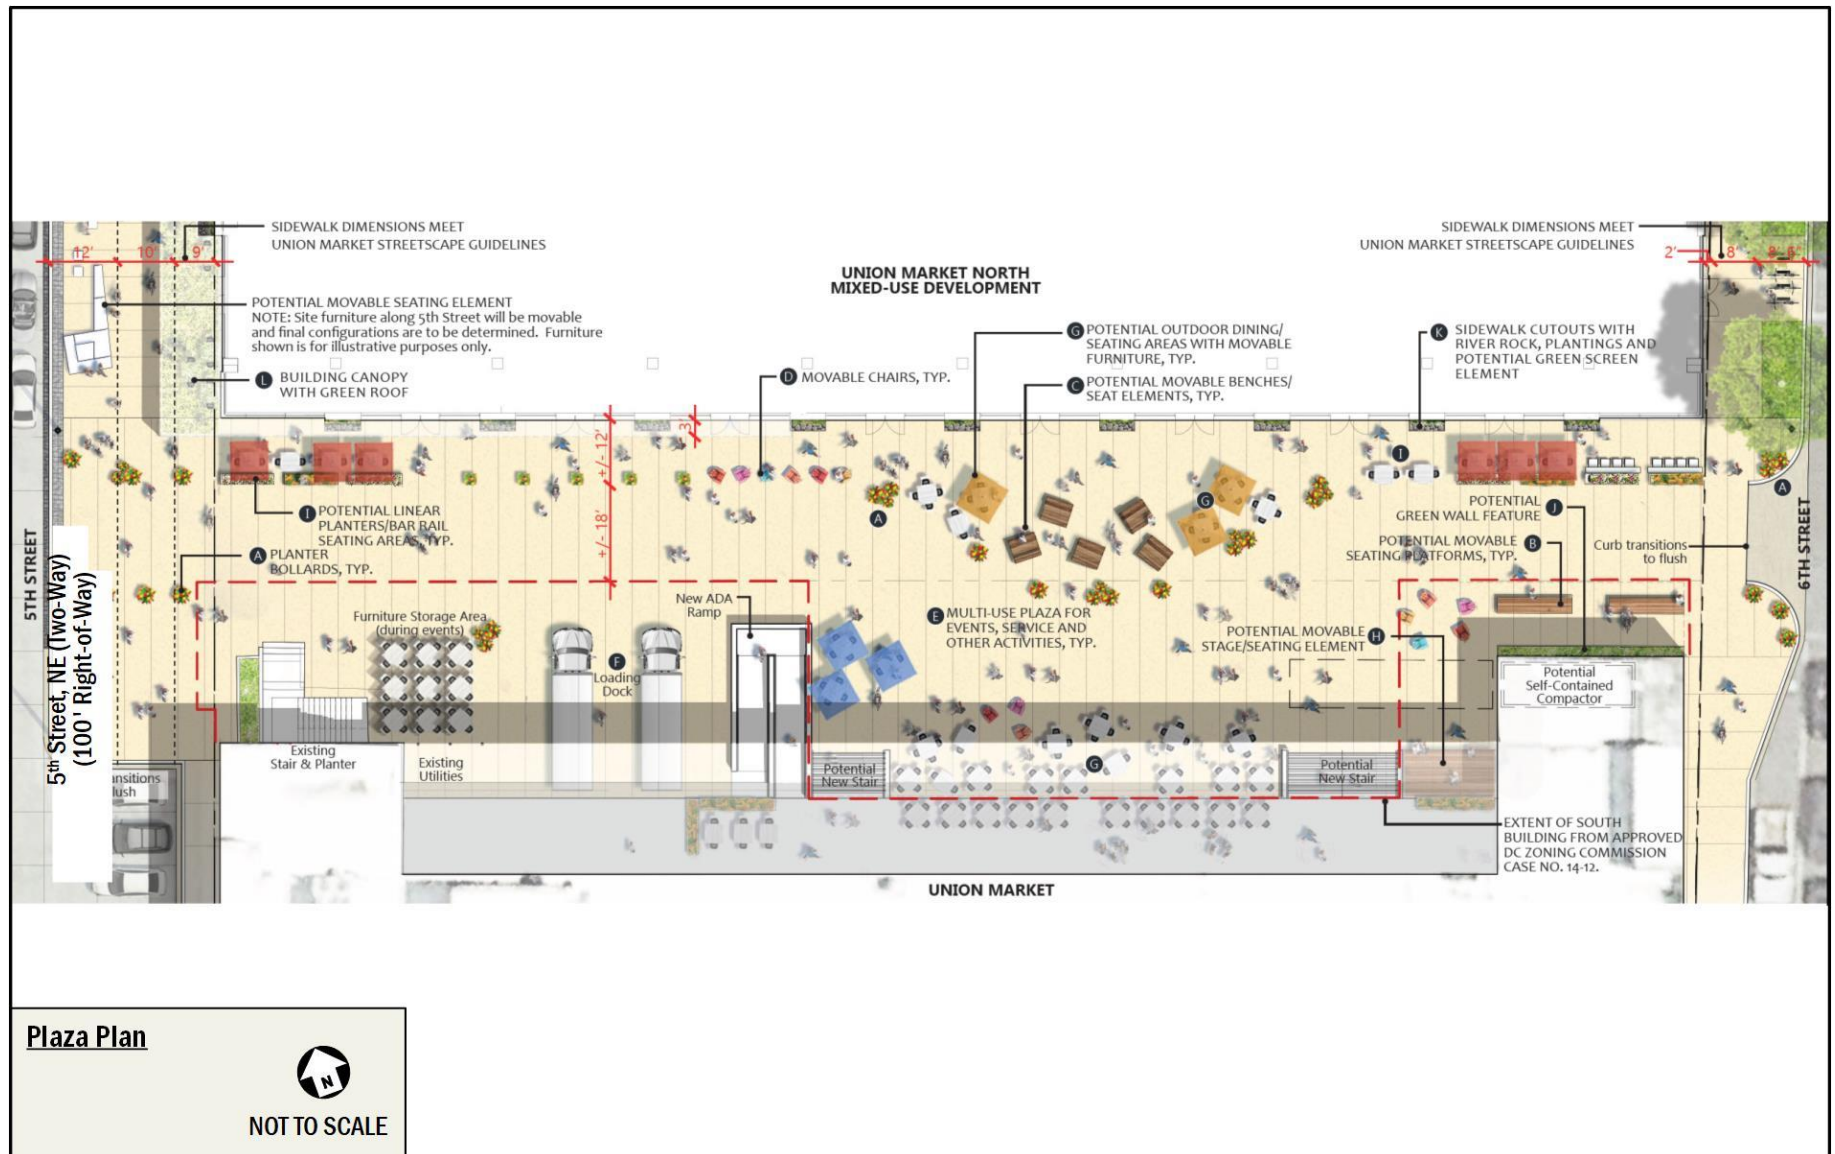 SIDEWALK DIMENSIONS MEET
UNION MARKET STREETSCAPE GUIDELINES
12'
10'
9'
POTENTIAL MOVABLE SEATING ELEMENT
NOTE: Site furniture along 5th Street will be movable
and final configurations are to be determined. Furniture
shown is for illustrative purposes only.
L BUILDING CANOPY
WITH GREEN ROOF
UNION MARKET NORTH
MIXED-USE DEVELOPMENT
D MOVABLE CHAIRS, TYP.
G POTENTIAL OUTDOOR DINING/
SEATING AREAS WITH MOVABLE
FURNITURE, TYP.
C POTENTIAL MOVABLE BENCHES/
SEAT ELEMENTS, TYP.
SIDEWALK DIMENSIONS MEET
UNION MARKET STREETSCAPE GUIDELINES
2'
8'
8'
6'
K SIDEWALK CUTOUTS WITH
RIVER ROCK, PLANTINGS AND
POTENTIAL GREEN SCREEN
ELEMENT
3'
+/- 12'
+/- 18'
I
A
G
A
I POTENTIAL LINEAR
PLANTERS/BAR RAIL
SEATING AREAS, TYP.
A PLANTER
BOLLARDS, TYP.
POTENTIAL
GREEN WALL FEATURE J
POTENTIAL MOVABLE
SEATING PLATFORMS, TYP. B
Curb transitions
to flush
5TH STREET
5th Street, NE (Two-Way)
(100' Right-of-Way)
6TH STREET
Furniture Storage Area
(during events)
New ADA
Ramp
F
Loading
Dock
E MULTI-USE PLAZA FOR
EVENTS, SERVICE AND
OTHER ACTIVITIES, TYP.
POTENTIAL MOVABLE
STAGE/SEATING ELEMENT H
Potential
Self-Contained
Compactor
Existing
Stair & Planter
Existing
Utilities
Potential
New Stair
G
Potential
New Stair
EXTENT OF SOUTH
BUILDING FROM APPROVED
DC ZONING COMMISSION
CASE NO. 14-12.
UNION MARKET
Plaza Plan
N
NOT TO SCALE